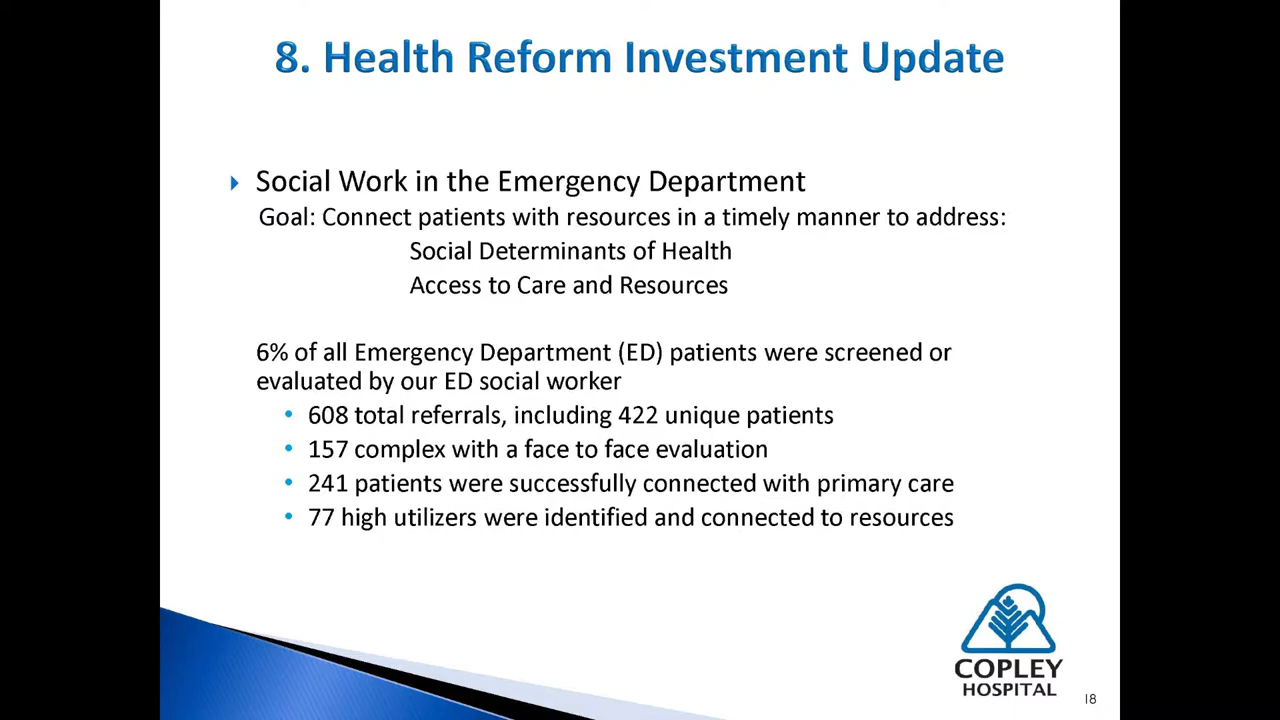 8. Health Reform Investment Update
Social Work in the Emergency Department
Goal: Connect patients with resources in a timely manner to address:
Social Determinants of Health
Access to Care and Resources
6% of all Emergency Department (ED) patients were screened or
evaluated by our ED social worker
• 608 total referrals, including 422 unique patients
• 157 complex with a face to face evaluation
• 241 patients were successfully connected with primary care
• 77 high utilizers were identified and connected to resources
COPLEY
HOSPITAL
18